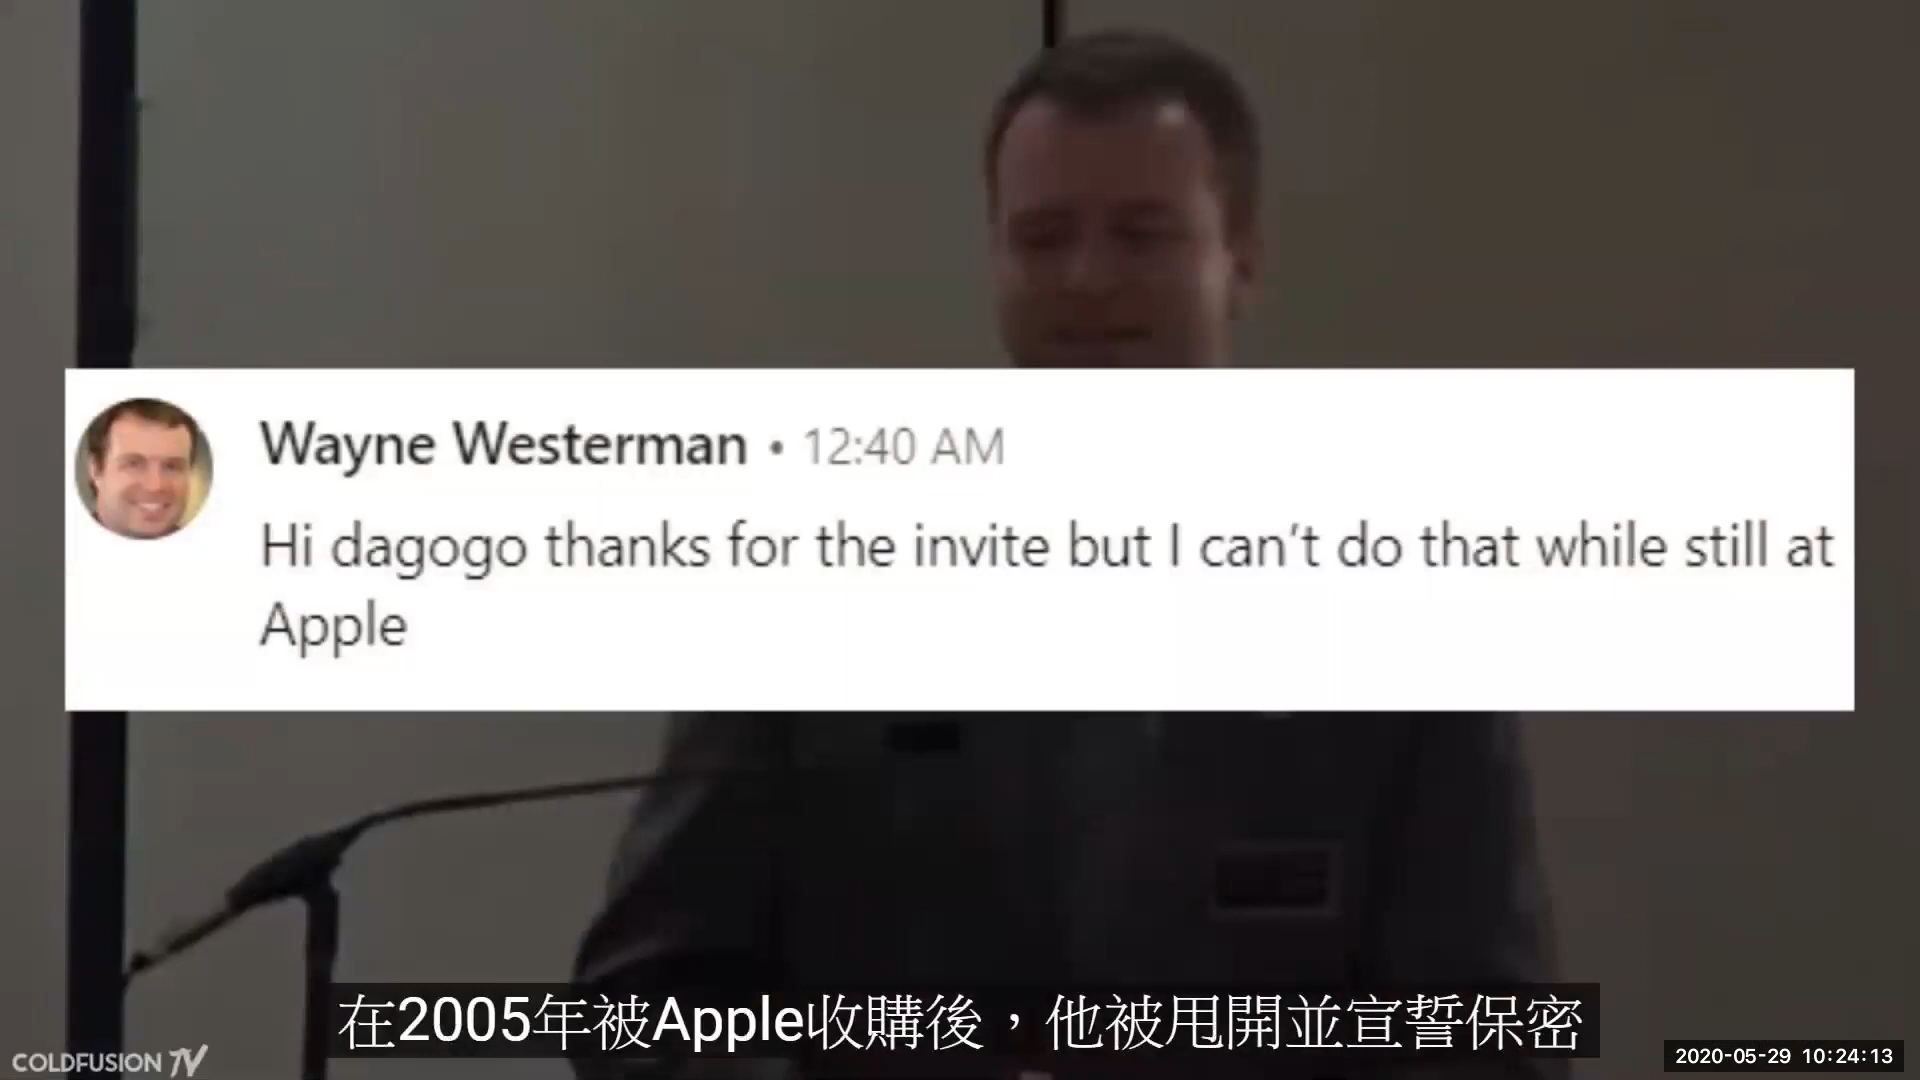 Wayne Westerman • 12:40 AM
Hi dagogo thanks for the invite but I can't do that while still at
Apple
在2005年被Apple收購後，他被甩開並宣誓保密
COLDFUSION TV
2020-05-29 10:24:13